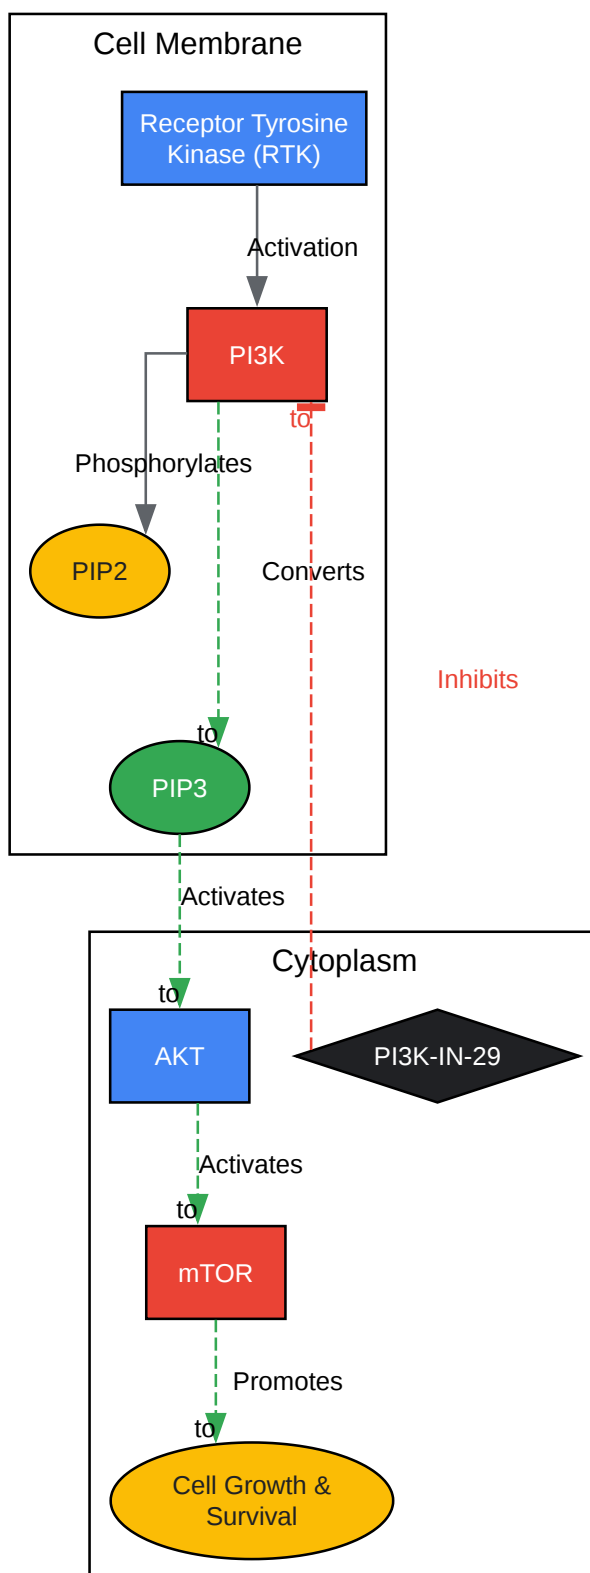 Cell Membrane
Receptor Tyrosine
Kinase (RTK)
Activation
PI3K
to
Phosphorylates
PIP2
Converts
Inhibits
to
PIP3
Activates
Cytoplasm
to
AKT
PI3K-IN-29
Activates
to
mTOR
Promotes
to
Cell Growth &
Survival